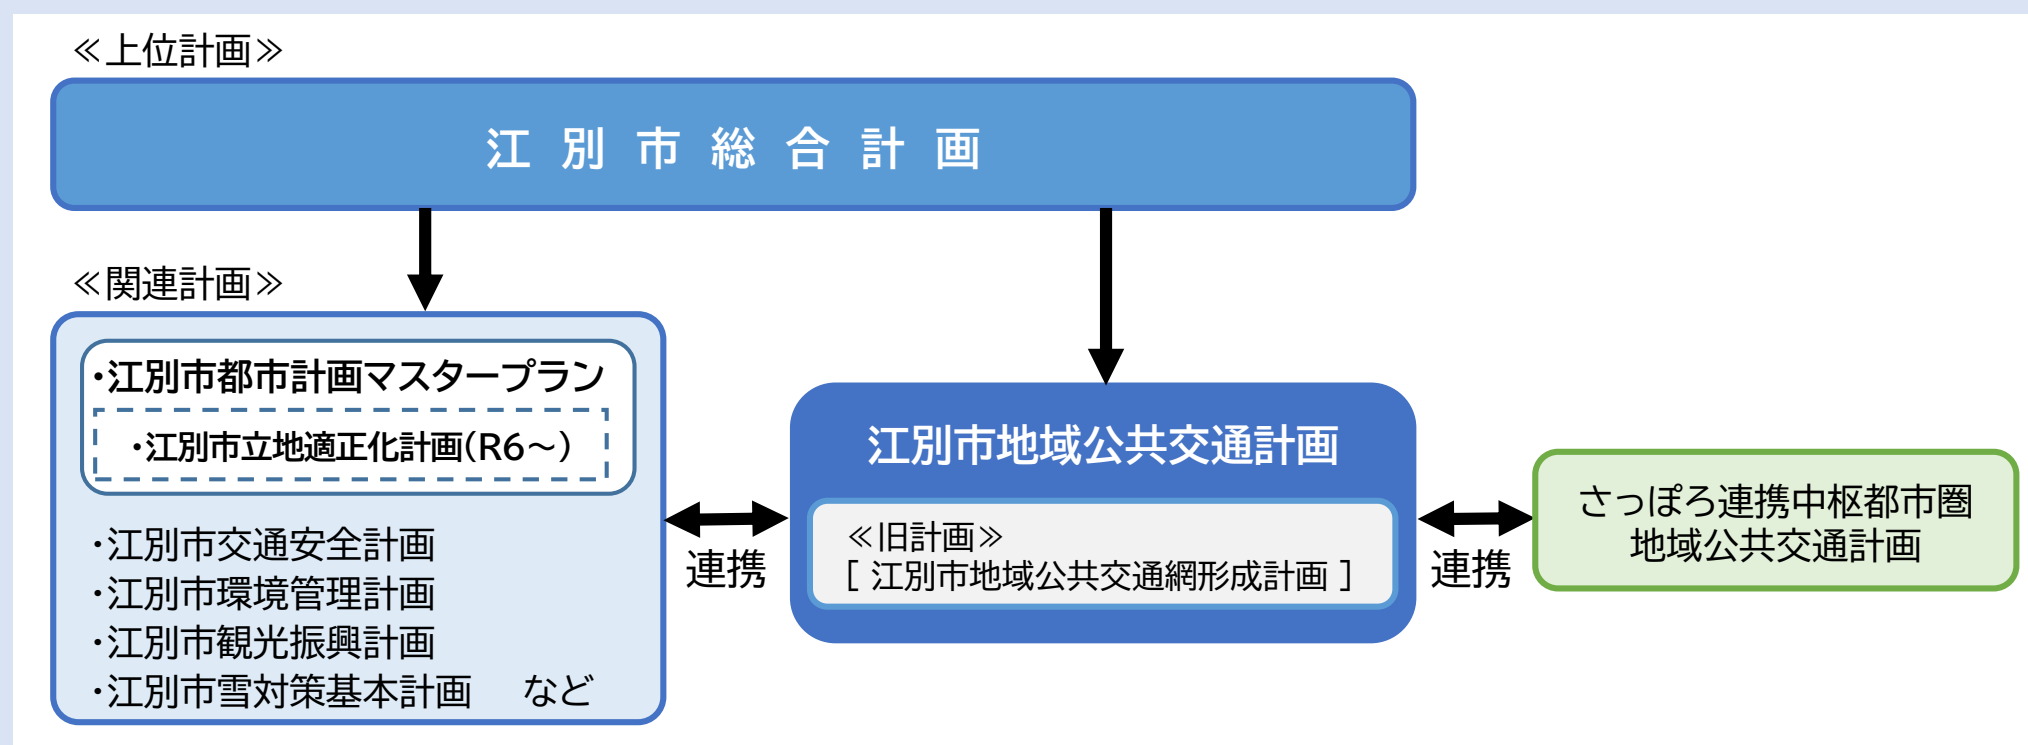 ≪上位計画≫
江別市総合計画
≪関連計画≫
・江別市都市計画マスタープラン
・江別市立地適正化計画(R6～)
・江別市交通安全計画
・江別市環境管理計画
・江別市観光振興計画
・江別市雪対策基本計画　など
連携
江別市地域公共交通計画
≪旧計画≫
[ 江別市地域公共交通網形成計画 ]
連携
さっぽろ連携中枢都市圏
地域公共交通計画